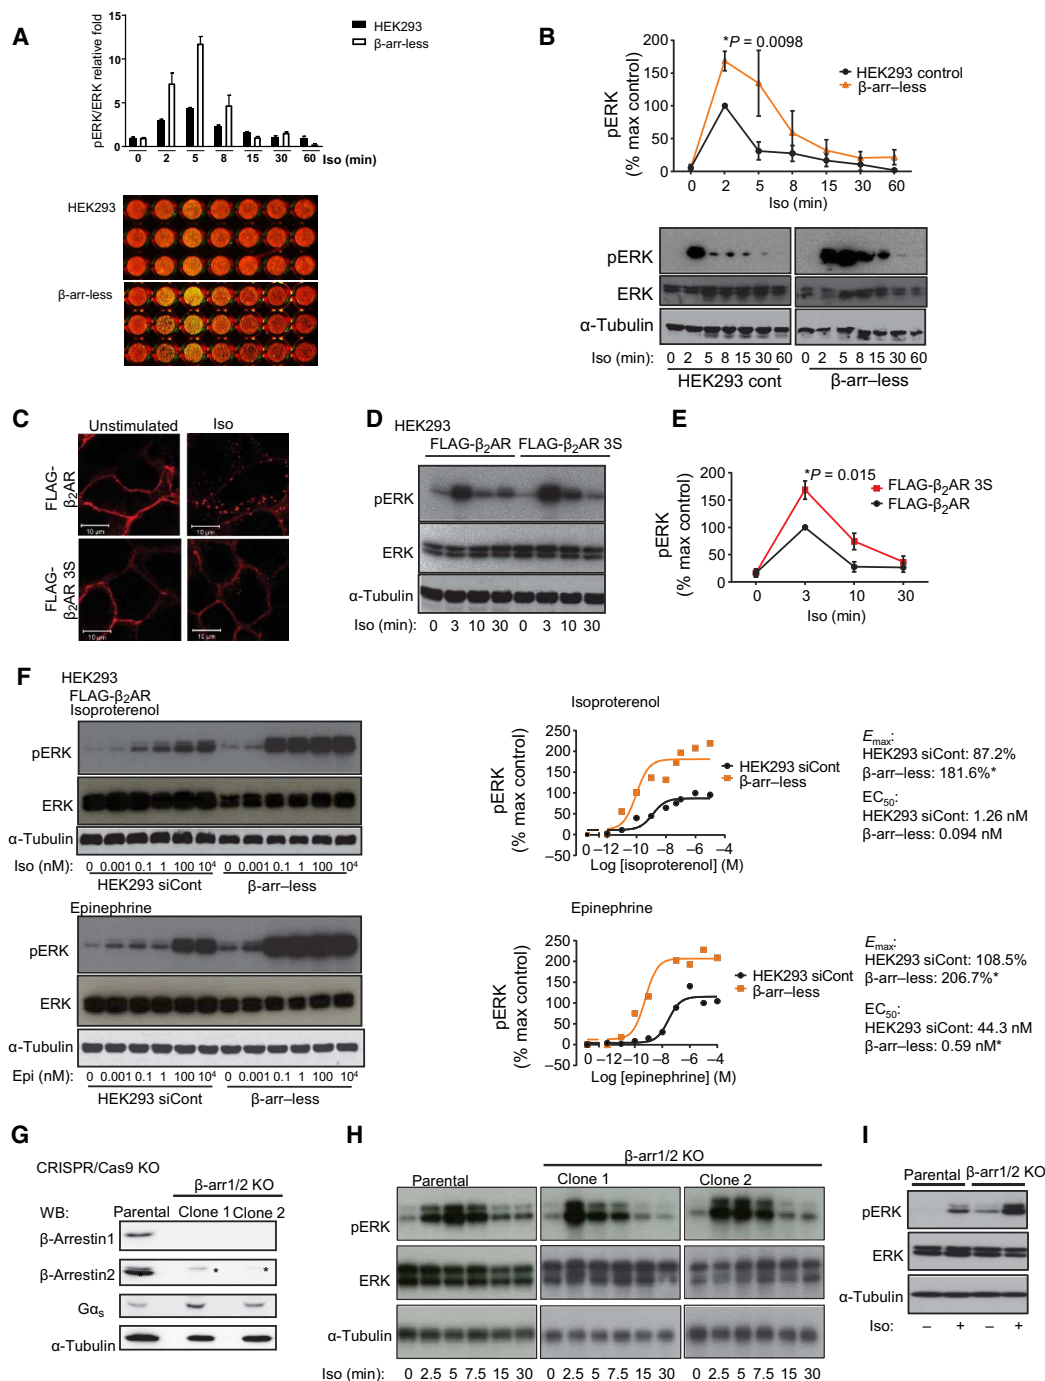 A
pERK/ERK relative fold
15
10
5
0
HEK293
β-arr-less
0 2 5 8 15 30 60 Iso (min)
HEK293
β-arr-less
B
pERK
(% max control)
200
150
100
50
0
*P = 0.0098
HEK293 control
β-arr–less
0 2 5 8 15 30 60
Iso (min)
pERK
ERK
α-Tubulin
Iso (min): 0 2 5 8 15 30 60 0 2 5 8 15 30 60
HEK293 cont β-arr–less
C
Unstimulated Iso
FLAG-
β2AR
10 μm 10 μm
FLAG-
β2AR 3S
10 μm 10 μm
D
HEK293
FLAG-β2AR FLAG-β2AR 3S
pERK
ERK
α-Tubulin
Iso (min): 0 3 10 30 0 3 10 30
E
pERK
(% max control)
200
150
100
50
0
*P = 0.015
FLAG-β2AR 3S
FLAG-β2AR
0 3 10 30
Iso (min)
F
HEK293
FLAG-β2AR
Isoproterenol
pERK
ERK
α-Tubulin
Iso (nM): 0 0.001 0.1 1 100 10⁴ 0 0.001 0.1 1 100 10⁴
HEK293 siCont β-arr–less
Isoproterenol
pERK
(% max control)
250
200
150
100
50
0
–50
HEK293 siCont
β-arr–less
0 –12 –10 –8 –6 –4
Log [isoproterenol] (M)
Emax:
HEK293 siCont: 87.2%
β-arr–less: 181.6%*
EC50:
HEK293 siCont: 1.26 nM
β-arr–less: 0.094 nM
Epinephrine
pERK
ERK
α-Tubulin
Epi (nM): 0 0.001 0.1 1 100 10⁴ 0 0.001 0.1 1 100 10⁴
HEK293 siCont β-arr–less
Epinephrine
pERK
(% max control)
250
200
150
100
50
0
–50
HEK293 siCont
β-arr–less
0 –12 –10 –8 –6 –4
Log [epinephrine] (M)
Emax:
HEK293 siCont: 108.5%
β-arr–less: 206.7%*
EC50:
HEK293 siCont: 44.3 nM
β-arr–less: 0.59 nM*
G
CRISPR/Cas9 KO
β-arr1/2 KO
WB: Parental Clone 1 Clone 2
β-Arrestin1
β-Arrestin2 * *
Gαs
α-Tubulin
H
β-arr1/2 KO
Parental Clone 1 Clone 2
pERK
ERK
α-Tubulin
Iso (min): 0 2.5 5 7.5 15 30 0 2.5 5 7.5 15 30 0 2.5 5 7.5 15 30
I
Parental β-arr1/2 KO
pERK
ERK
α-Tubulin
Iso: – + – +